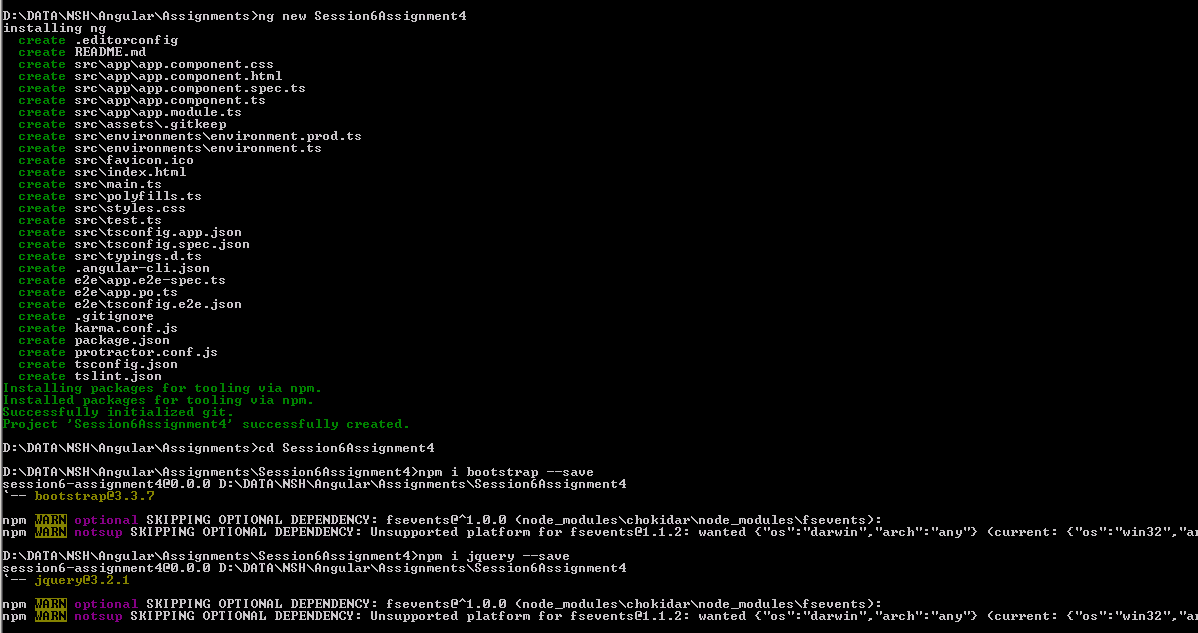 D:\DATA\NSH\Angular\Assignments>ng new Session6Assignment4
installing ng
create .editorconfig
create README.md
create src\app\app.component.css
create src\app\app.component.html
create src\app\app.component.spec.ts
create src\app\app.component.ts
create src\app\app.module.ts
create src\assets\.gitkeep
create src\environments\environment.prod.ts
create src\environments\environment.ts
create src\favicon.ico
create src\index.html
create src\main.ts
create src\polyfills.ts
create src\styles.css
create src\test.ts
create src\tsconfig.app.json
create src\tsconfig.spec.json
create src\typings.d.ts
create .angular-cli.json
create e2e\app.e2e-spec.ts
create e2e\app.po.ts
create e2e\tsconfig.e2e.json
create .gitignore
create karma.conf.js
create package.json
create protractor.conf.js
create tsconfig.json
create tslint.json
Installing packages for tooling via npm.
Installed packages for tooling via npm.
Successfully initialized git.
Project 'Session6Assignment4' successfully created.
D:\DATA\NSH\Angular\Assignments>cd Session6Assignment4
D:\DATA\NSH\Angular\Assignments\Session6Assignment4>npm i bootstrap --save
session6-assignment4@0.0.0 D:\DATA\NSH\Angular\Assignments\Session6Assignment4
`-- bootstrap@3.3.7
npm WARN optional SKIPPING OPTIONAL DEPENDENCY: fsevents@^1.0.0 (node_modules\chokidar\node_modules\fsevents):
npm WARN notsup SKIPPING OPTIONAL DEPENDENCY: Unsupported platform for fsevents@1.1.2: wanted {"os":"darwin","arch":"any"} (current: {"os":"win32","ar
D:\DATA\NSH\Angular\Assignments\Session6Assignment4>npm i jquery --save
session6-assignment4@0.0.0 D:\DATA\NSH\Angular\Assignments\Session6Assignment4
`-- jquery@3.2.1
npm WARN optional SKIPPING OPTIONAL DEPENDENCY: fsevents@^1.0.0 (node_modules\chokidar\node_modules\fsevents):
npm WARN notsup SKIPPING OPTIONAL DEPENDENCY: Unsupported platform for fsevents@1.1.2: wanted {"os":"darwin","arch":"any"} (current: {"os":"win32","ar